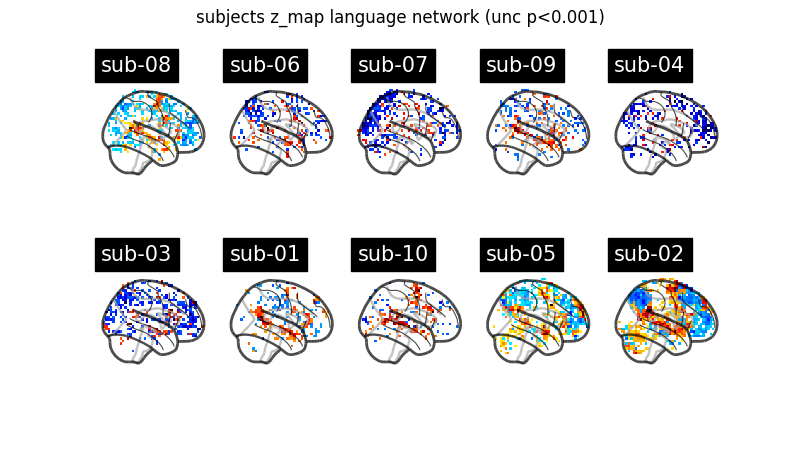 subjects z_map language network (unc p<0.001)
sub-08
sub-06
sub-07
sub-09
sub-04
sub-03
sub-01
sub-10
sub-05
sub-02